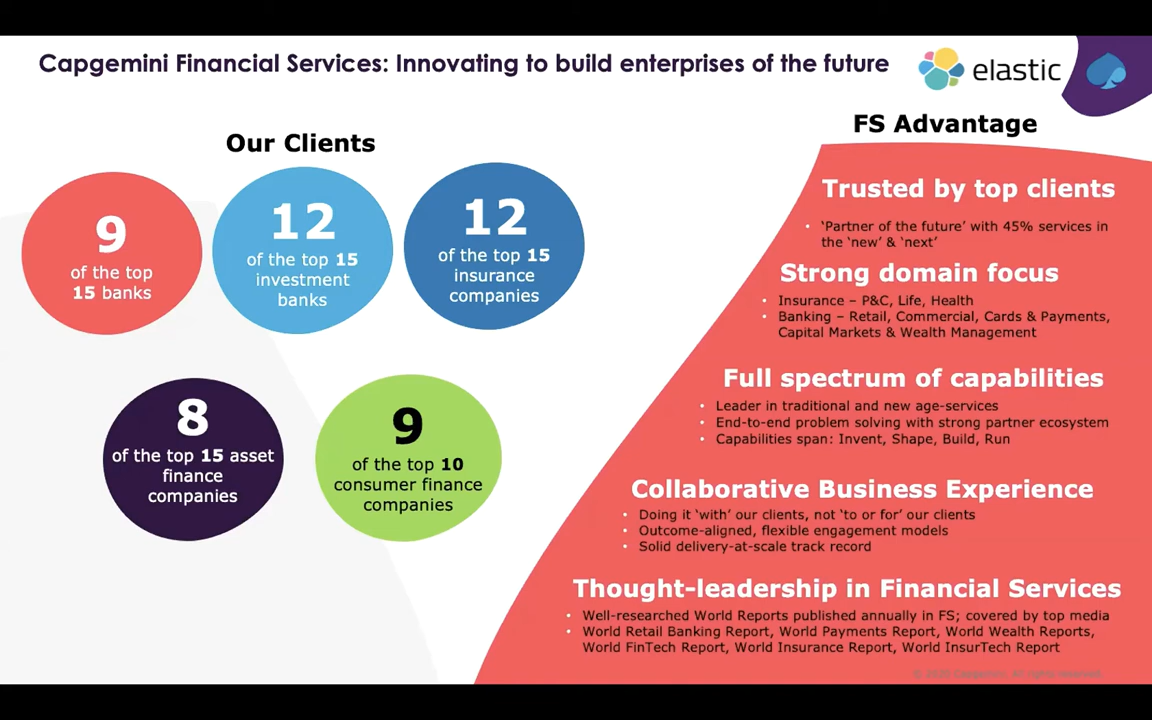 Capgemini Financial Services: Innovating to build enterprises of the future
elastic
Our Clients
9
of the top
15 banks
12
of the top 15
investment
banks
12
of the top 15
insurance
companies
8
of the top 15 asset
finance
companies
9
of the top 10
consumer finance
companies
FS Advantage
Trusted by top clients
• ‘Partner of the future’ with 45% services in
the ‘new’ & ‘next’
Strong domain focus
• Insurance – P&C, Life, Health
• Banking – Retail, Commercial, Cards & Payments,
Capital Markets & Wealth Management
Full spectrum of capabilities
• Leader in traditional and new age-services
• End-to-end problem solving with strong partner ecosystem
• Capabilities span: Invent, Shape, Build, Run
Collaborative Business Experience
• Doing it ‘with’ our clients, not ‘to or for’ our clients
• Outcome-aligned, flexible engagement models
• Solid delivery-at-scale track record
Thought-leadership in Financial Services
• Well-researched World Reports published annually in FS; covered by top media
• World Retail Banking Report, World Payments Report, World Wealth Reports,
World FinTech Report, World Insurance Report, World InsurTech Report
Capgemini. All rights reserved.